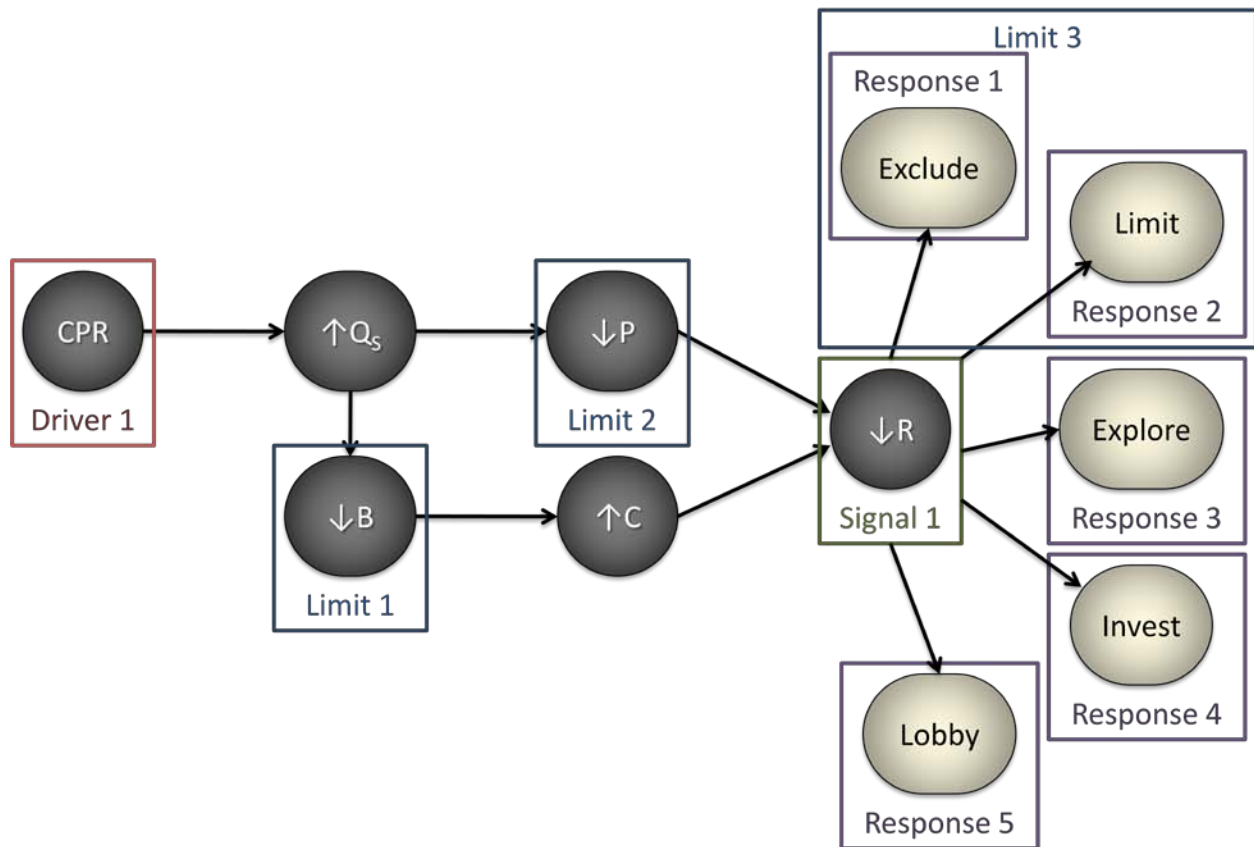 Limit 3
Response 1
Exclude
Limit
Response 2
CPR
Driver 1
↑Qs
↓P
Limit 2
↓B
Limit 1
↑C
↓R
Signal 1
Explore
Response 3
Invest
Response 4
Lobby
Response 5